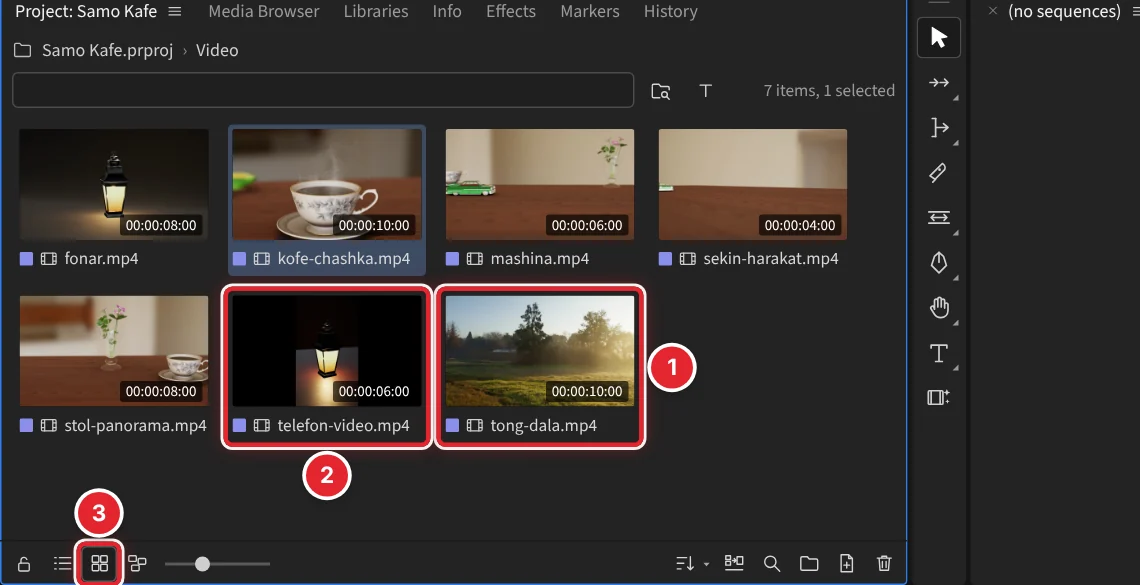 Project: Samo Kafe Media Browser Libraries Info Effects Markers History
(no sequences)
Samo Kafe.prproj › Video
7 items, 1 selected
00:00:08:00 00:00:10:00 00:00:06:00 00:00:04:00
fonar.mp4 kofe-chashka.mp4 mashina.mp4 sekin-harakat.mp4
00:00:08:00 00:00:06:00 00:00:10:00
1
stol-panorama.mp4 telefon-video.mp4 tong-dala.mp4
2
3